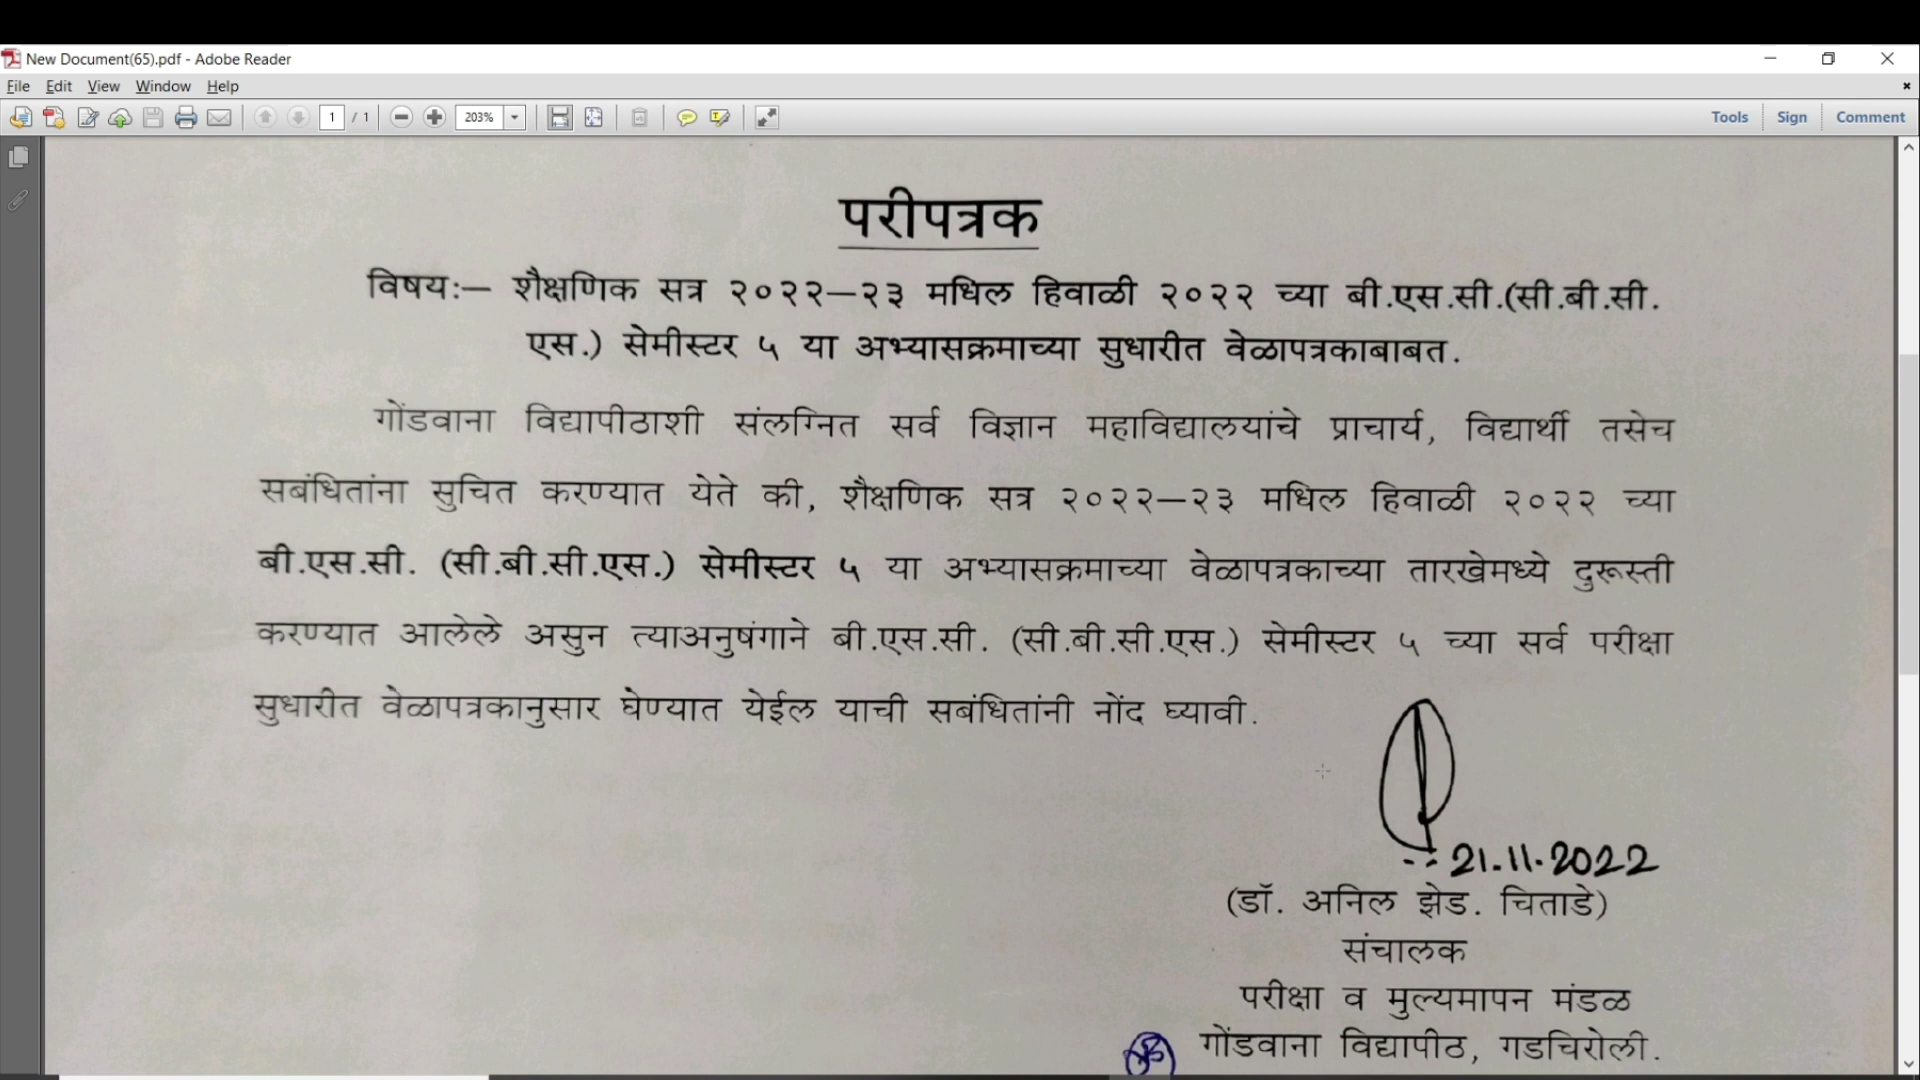 New Document(65).pdf - Adobe Reader
File Edit View Window Help
1 / 1 203% Tools Sign Comment
परीपत्रक
विषयः— शैक्षणिक सत्र २०२२—२३ मधिल हिवाळी २०२२ च्या बी.एस.सी.(सी.बी.सी.
एस.) सेमीस्टर ५ या अभ्यासक्रमाच्या सुधारीत वेळापत्रकाबाबत.
गोंडवाना विद्यापीठाशी संलग्नित सर्व विज्ञान महाविद्यालयांचे प्राचार्य, विद्यार्थी तसेच
सबंधितांना सुचित करण्यात येते की, शैक्षणिक सत्र २०२२—२३ मधिल हिवाळी २०२२ च्या
बी.एस.सी. (सी.बी.सी.एस.) सेमीस्टर ५ या अभ्यासक्रमाच्या वेळापत्रकाच्या तारखेमध्ये दुरूस्ती
करण्यात आलेले असुन त्याअनुषंगाने बी.एस.सी. (सी.बी.सी.एस.) सेमीस्टर ५ च्या सर्व परीक्षा
सुधारीत वेळापत्रकानुसार घेण्यात येईल याची सबंधितांनी नोंद घ्यावी.
21.11.2022
(डॉ. अनिल झेड. चिताडे)
संचालक
परीक्षा व मुल्यमापन मंडळ
गोंडवाना विद्यापीठ, गडचिरोली.